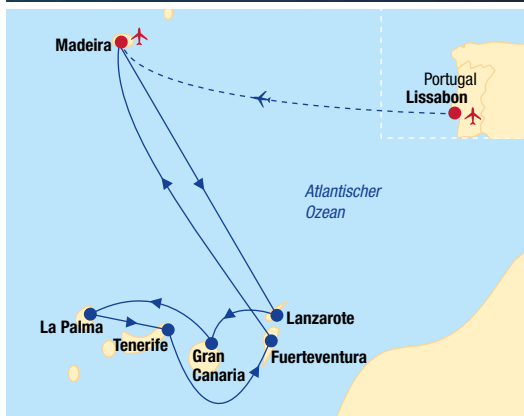 Madeira
Portugal
Lissabon
Atlantischer
Ozean
La Palma
Tenerife
Gran
Canaria
Lanzarote
Fuerteventura